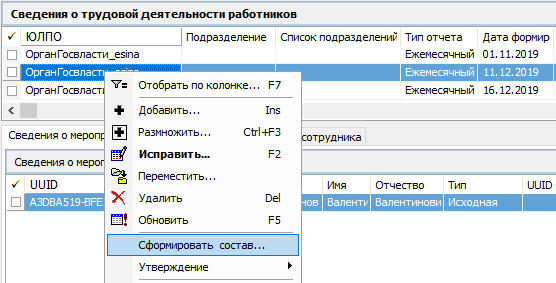 Сведения о трудовой деятельности работников
ЮЛПО Подразделение Список подразделений Тип отчета Дата формир
ОрганГосвласти_esina Ежемесячный 01.11.2019
ОрганГосвласти_esina Ежемесячный 11.12.2019
ОрганГосвласти Ежемесячный 16.12.2019
Отобрать по колонке... F7
Добавить... Ins
Размножить... Ctrl+F3
Исправить... F2
Переместить...
Удалить Del
Обновить F5
Сформировать состав...
Утверждение
Сведения о меропр сотрудника
Сведения о меро
UUID Имя Отчество Тип UUID
A3DBA519-BFE нов Валенти Валентинови Исходная